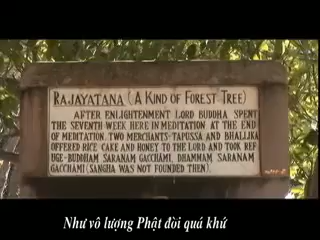 RAJAYATANA (A KIND OF FOREST TREE)
AFTER ENLIGHTENMENT LORD BUDDHA SPENT
THE SEVENTH WEEK HERE IN MEDITATION AT THE END
OF MEDITATION. TWO MERCHANTS-TAPUSSA AND BHALLIKA
OFFERED RICE CAKE AND HONEY TO THE LORD AND TOOK REF
UGE-BUDDHAM SARANAM GACCHĀMI, DHAMMAM SARANAM
GACCHAMI (SANGHA WAS NOT FOUNDED THEN).
Như vô lượng Phật đời quá khứ